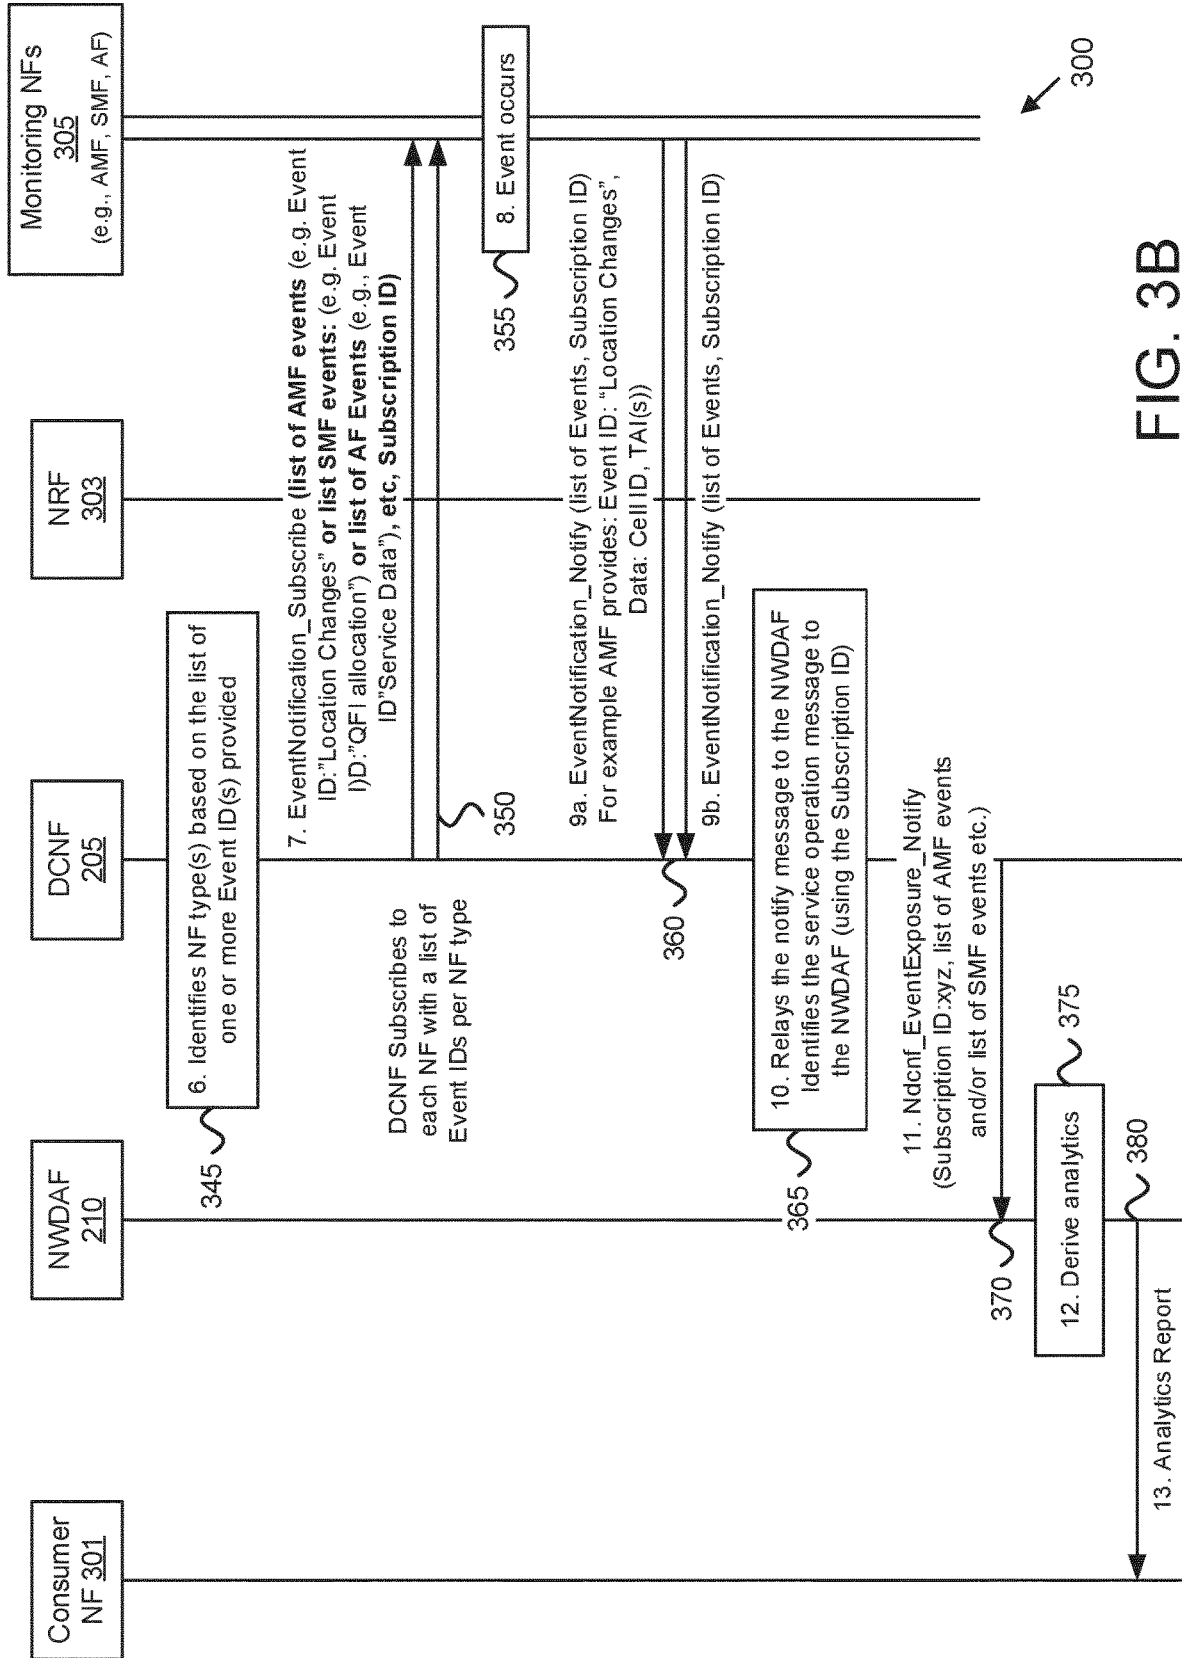 Consumer
NF 301
NWDAF
210
DCNF
205
NRF
303
Monitoring NFs
305
(e.g., AMF, SMF, AF)
6. Identifies NF type(s) based on the list of
one or more Event ID(s) provided
345
7. EventNotification_Subscribe (list of AMF events (e.g. Event
ID:"Location Changes" or list SMF events: (e.g. Event
I)D:"QFI allocation") or list of AF Events (e.g., Event
ID"Service Data"), etc, Subscription ID)
DCNF Subscribes to
each NF with a list of
Event IDs per NF type
350
8. Event occurs
355
9a. EventNotification_Notify (list of Events, Subscription ID)
For example AMF provides: Event ID: "Location Changes",
Data: Cell ID, TAI(s))
360
9b. EventNotification_Notify (list of Events, Subscription ID)
10. Relays the notify message to the NWDAF
Identifies the service operation message to
the NWDAF (using the Subscription ID)
365
11. Ndcnf_EventExposure_Notify
(Subscription ID:xyz, list of AMF events
and/or list of SMF events etc.)
370
12. Derive analytics
375
380
13. Analytics Report
300
FIG. 3B